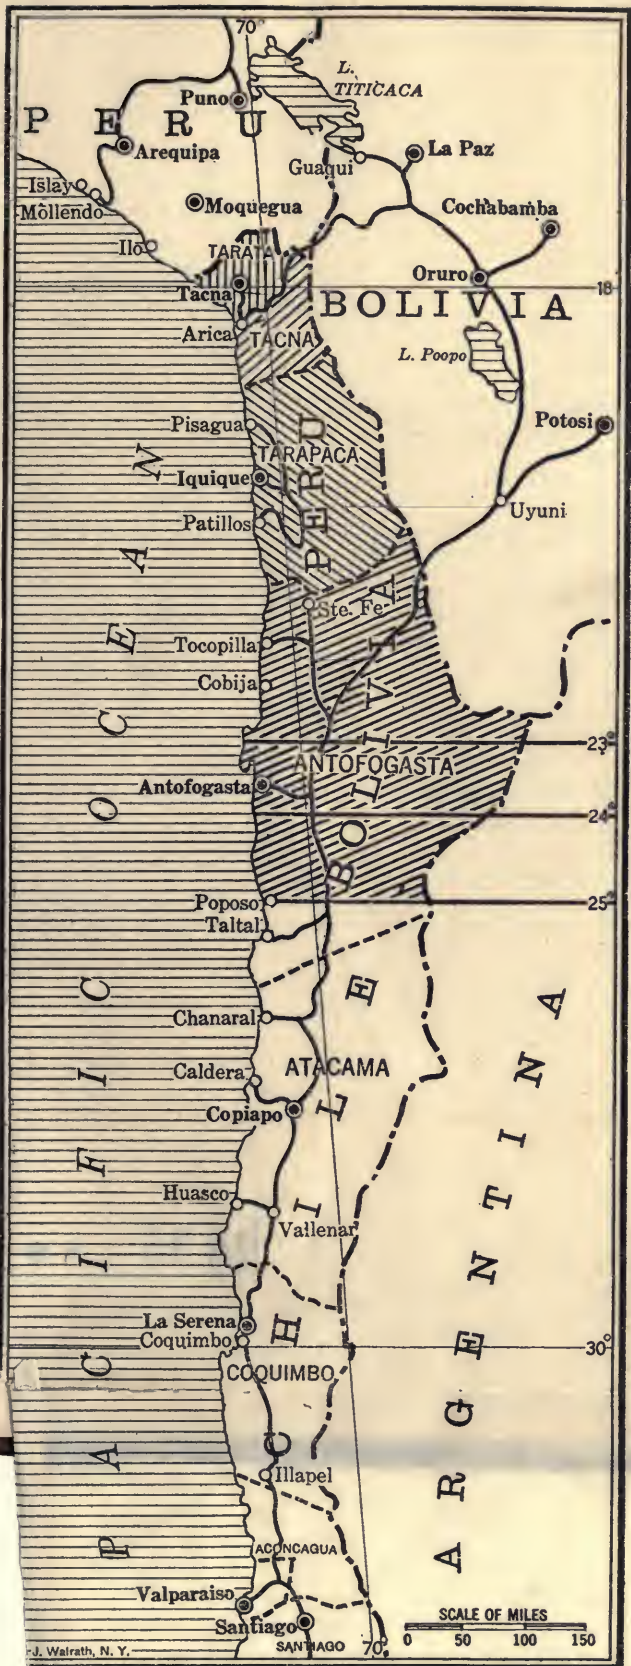 70°
L.
TITICACA
Puno
PERU
Arequipa
Guaqui
La Paz
Islay
Mollendo
Moquegua
Cochabamba
Ilo
TARATA
Oruro
Tacna
18°
BOLIVIA
Arica
TACNA
L. Poopo
Pisagua
Potosi
TARAPACA
Iquique
PERU
Patillos
Uyuni
Ste. Fe
Tocopilla
Cobija
BOLIVIA
23°
ANTOFOGASTA
Antofogasta
24°
Poposo
25°
Taltal
Chanaral
ATACAMA
Caldera
Copiapo
Huasco
Vallenar
CHILE
ARGENTINA
PACIFIC OCEAN
La Serena
Coquimbo
30°
COQUIMBO
Illapel
ACONCAGUA
Valparaiso
Santiago
SCALE OF MILES
0 50 100 150
J. Walrath, N. Y.
SANTIAGO
70°